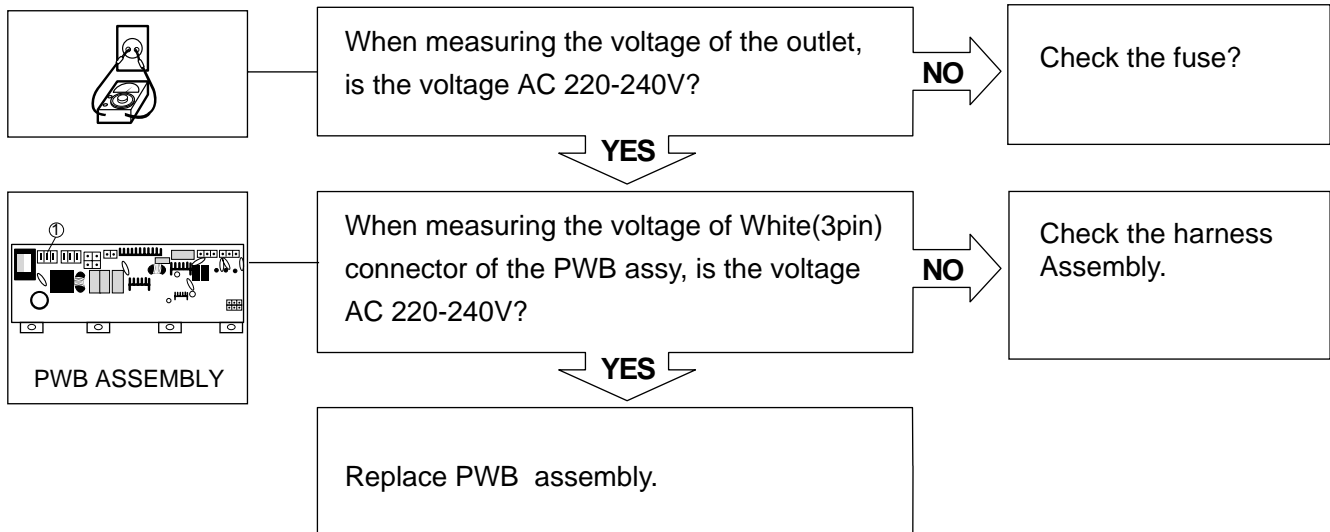 When measuring the voltage of the outlet,
is the voltage AC 220-240V?
NO
Check the fuse?
YES
①
PWB ASSEMBLY
When measuring the voltage of White(3pin)
connector of the PWB assy, is the voltage
AC 220-240V?
NO
Check the harness
Assembly.
YES
Replace PWB  assembly.